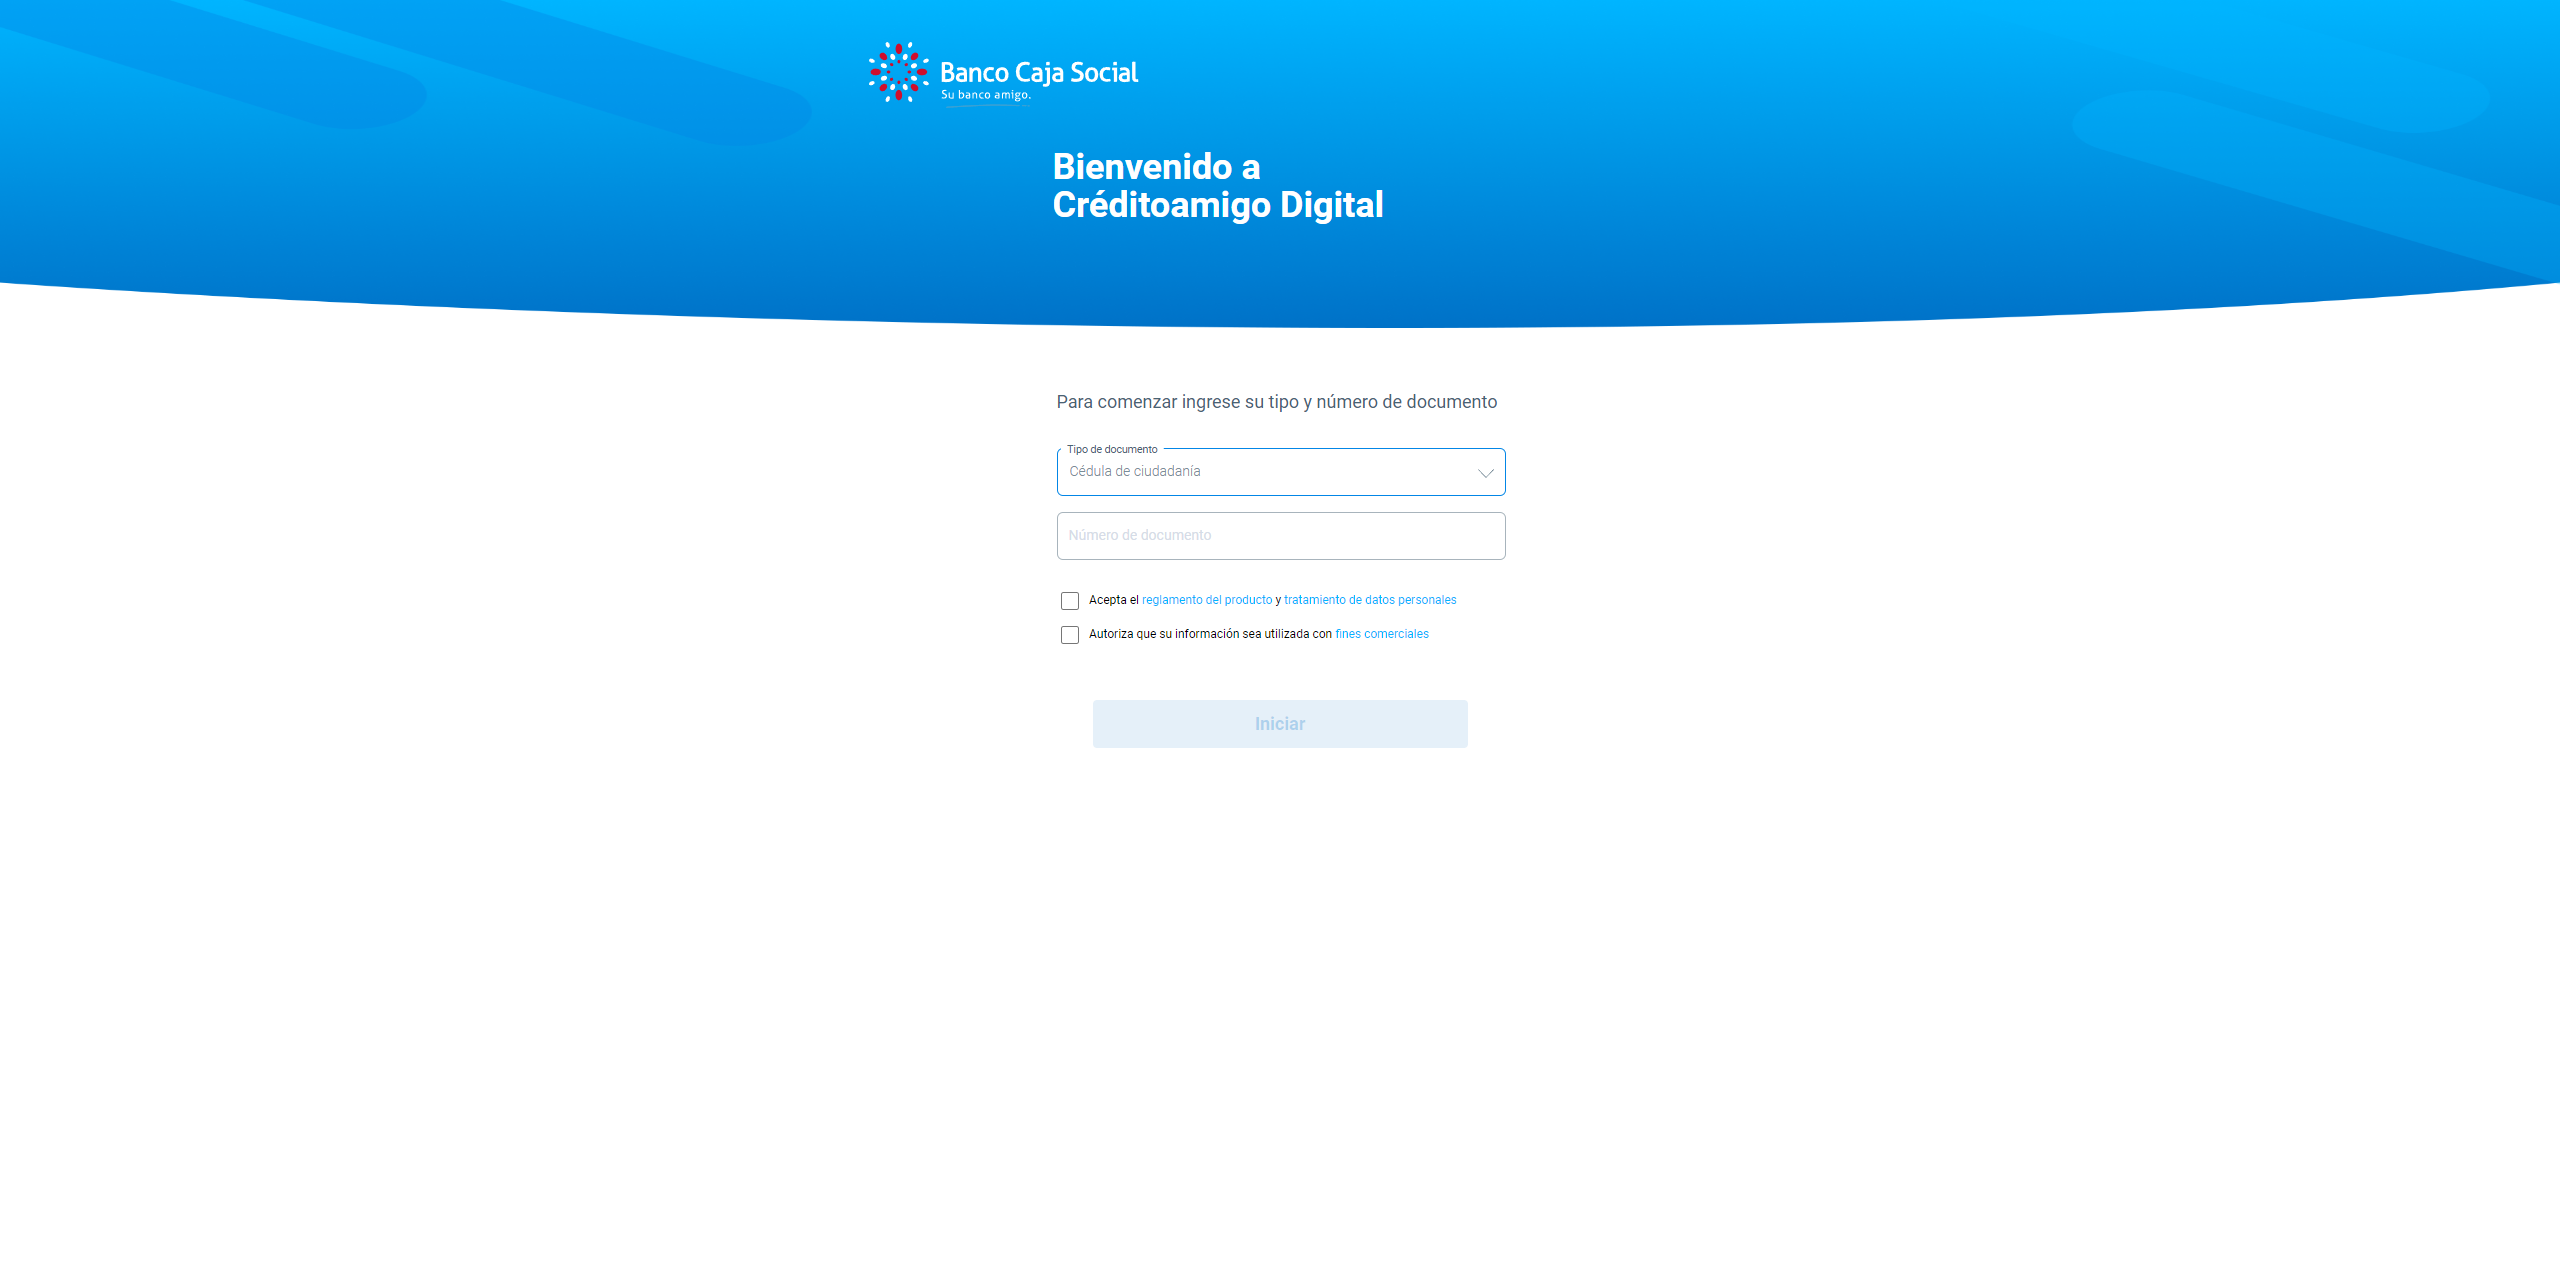 Banco Caja Social
Su banco amigo.
Bienvenido a
Créditoamigo Digital
Para comenzar ingrese su tipo y número de documento
Tipo de documento
Cédula de ciudadanía
Número de documento
Acepta el reglamento del producto y tratamiento de datos personales
Autoriza que su información sea utilizada con fines comerciales
Iniciar